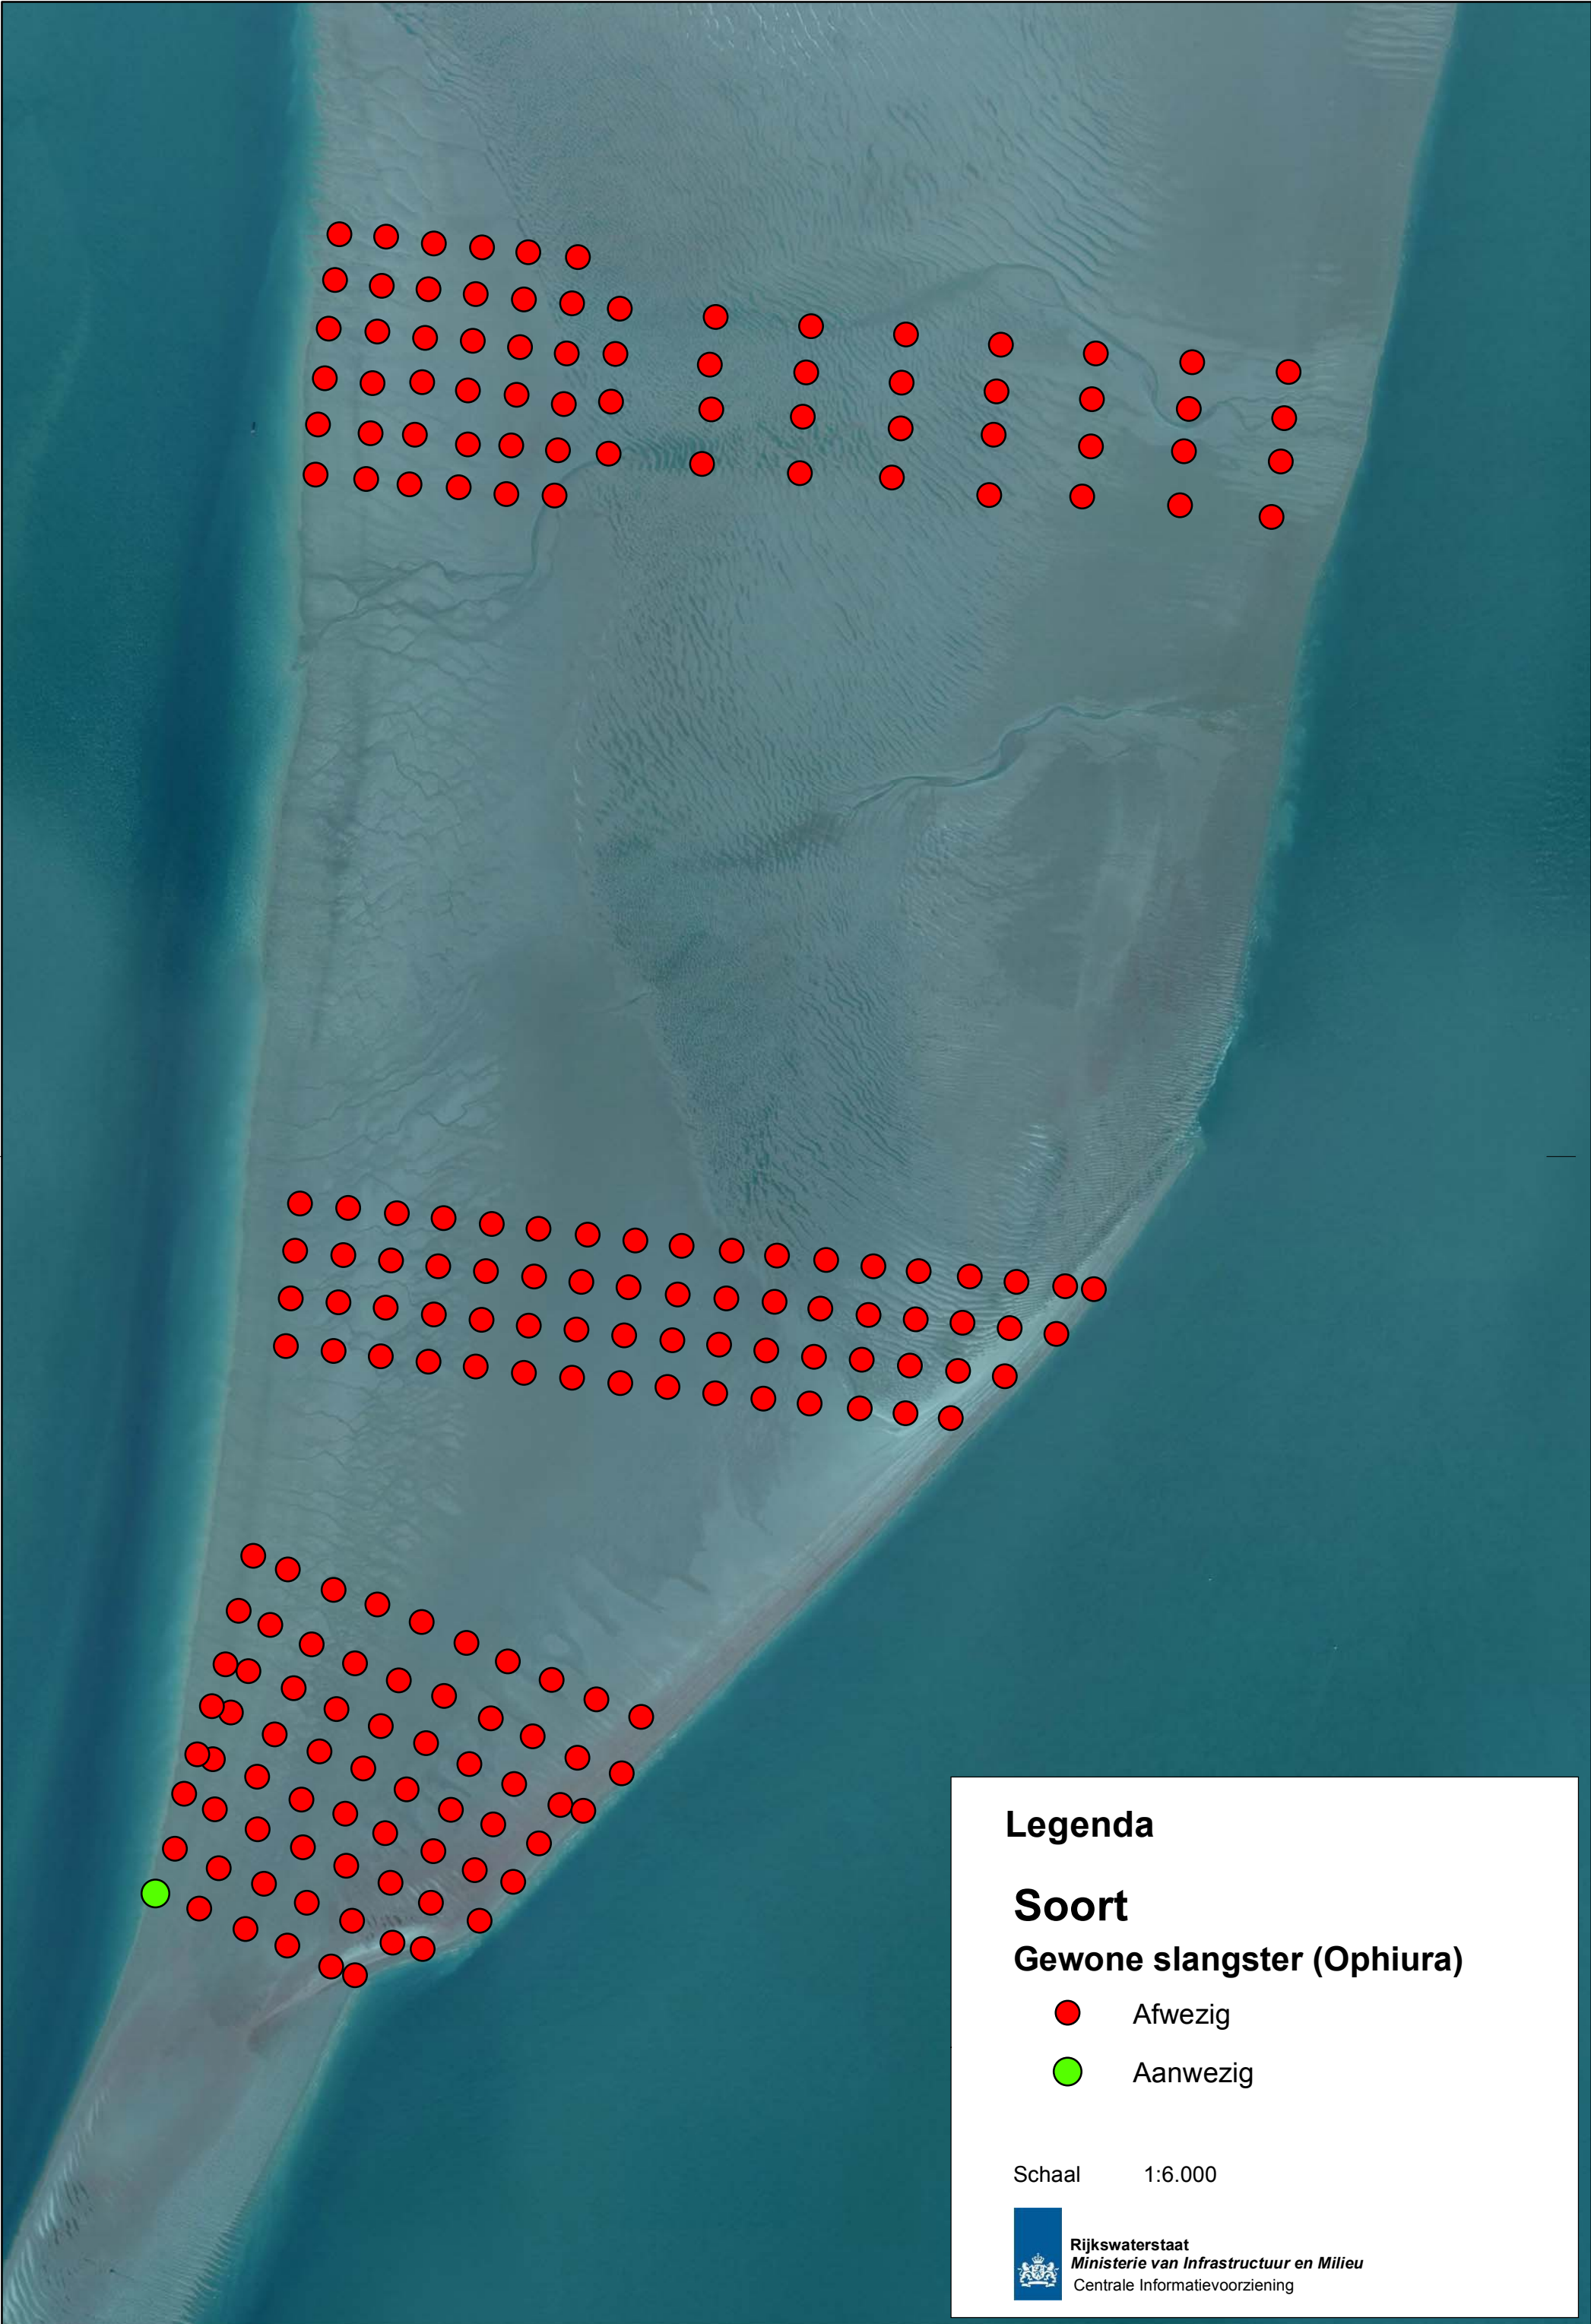 Legenda
Soort
Gewone slangster (Ophiura)
Afwezig
Aanwezig
Schaal 1:6.000
Rijkswaterstaat
Ministerie van Infrastructuur en Milieu
Centrale Informatievoorziening